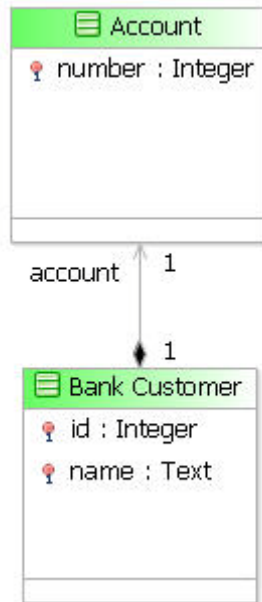 Account
number : Integer
account 1
1
Bank Customer
id : Integer
name : Text